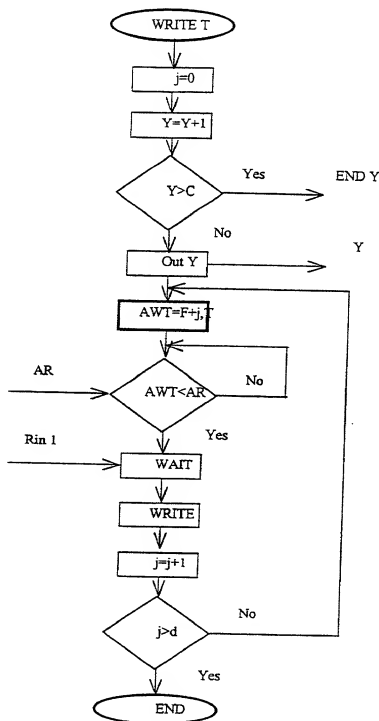 WRITE T
j=0
Y=Y+1
Y>C
Yes
END Y
No
Out Y
Y
AWT=F+j,T
AR
AWT<AR
No
Yes
Rin 1
WAIT
WRITE
j=j+1
j>d
No
Yes
END